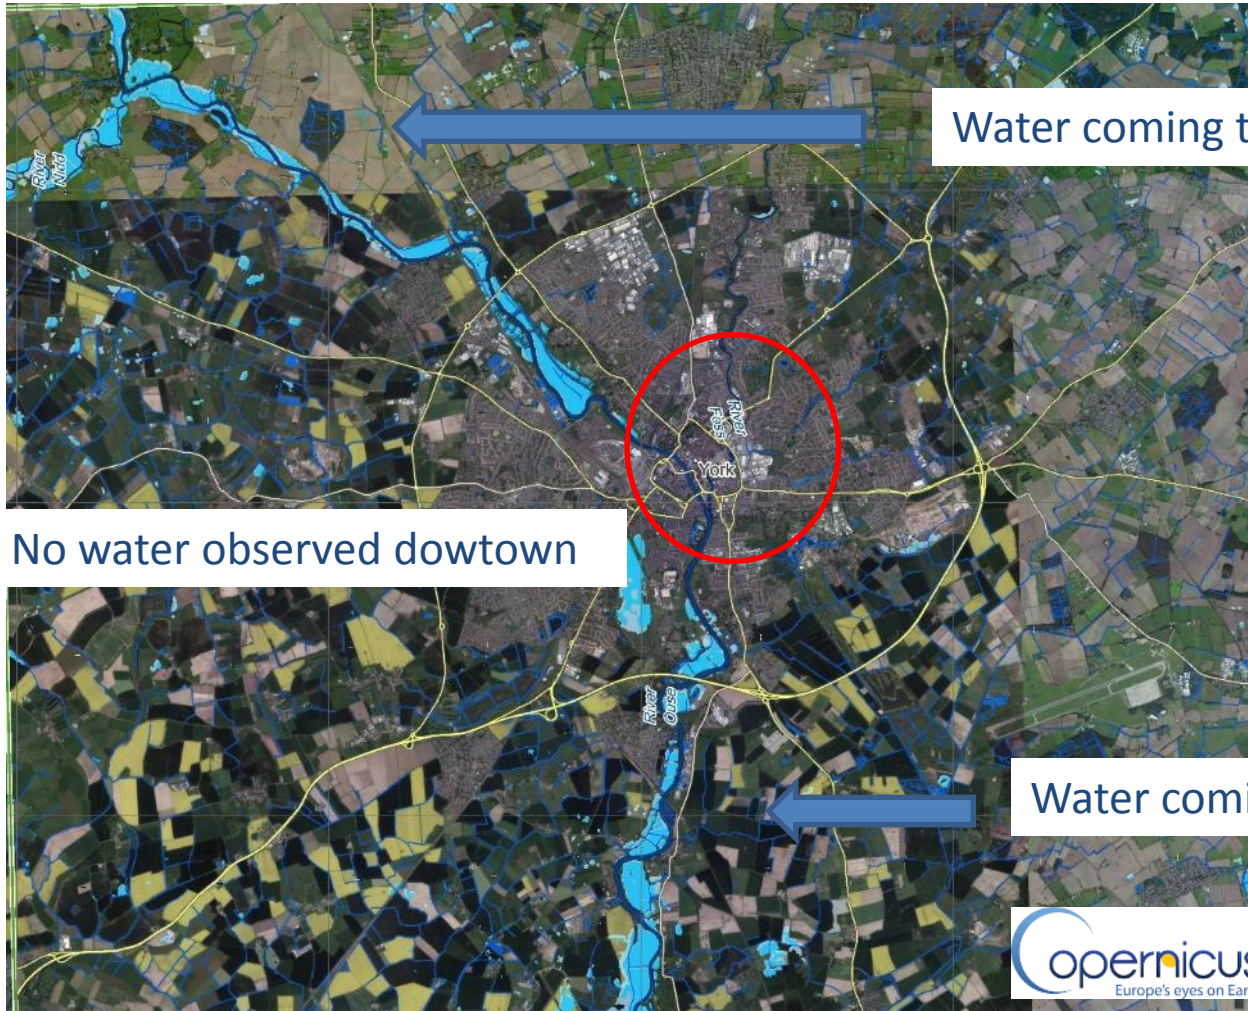 Water coming t
River
Nidd
River
Foss
York
No water observed dowtown
River
Ouse
Water comi
opernicus
Europe's eyes on Ear